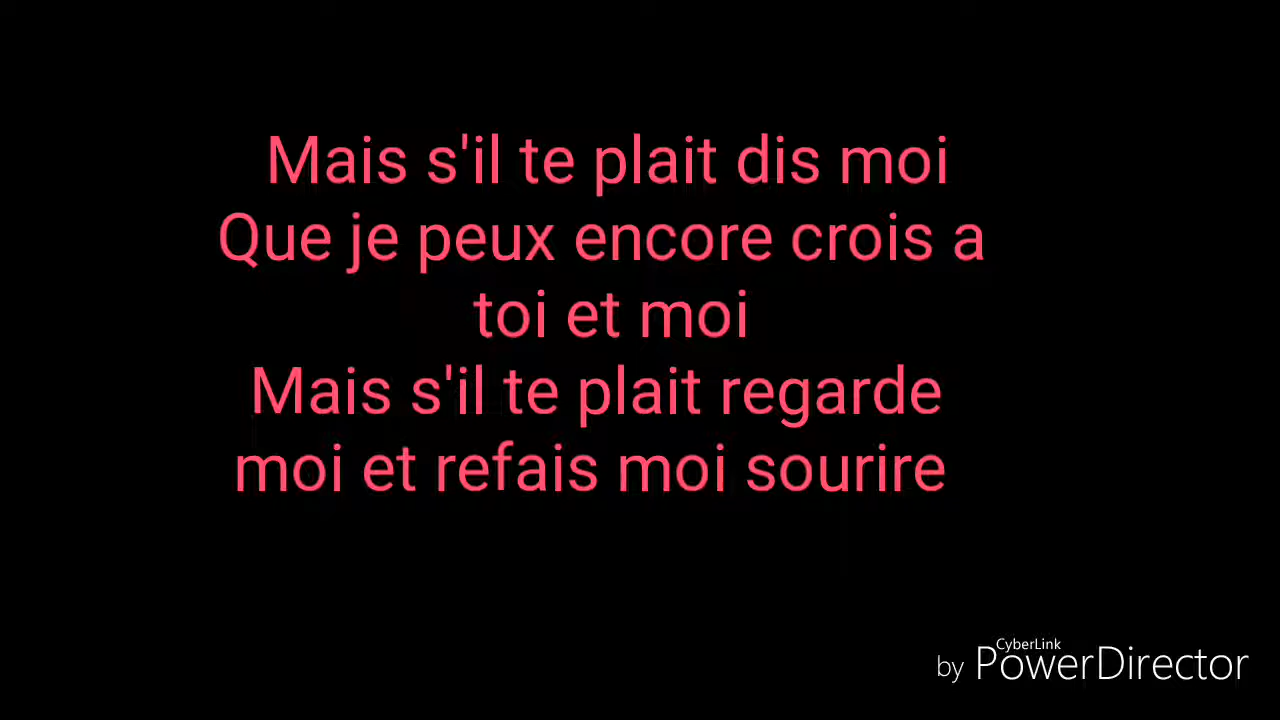 Mais s'il te plait dis moi
Que je peux encore crois a
toi et moi
Mais s'il te plait regarde
moi et refais moi sourire
CyberLink
by PowerDirector